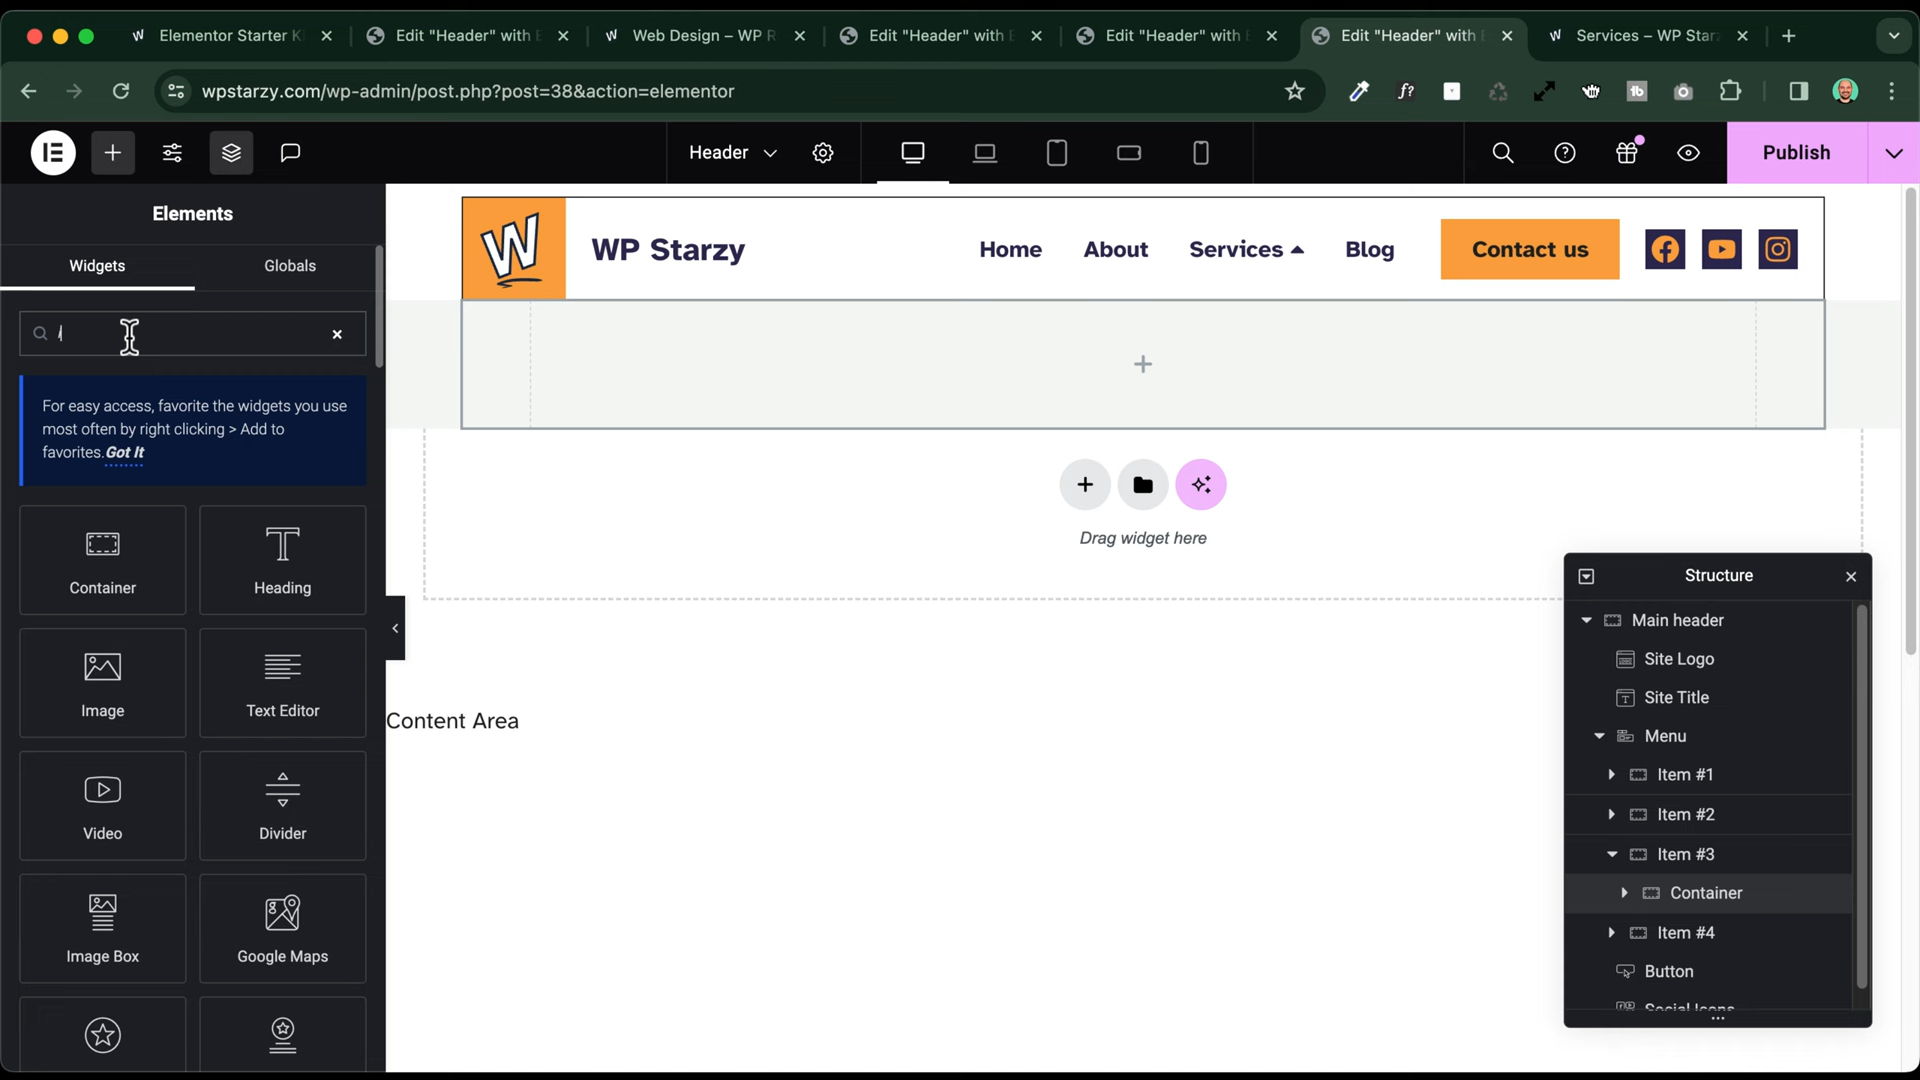 Elementor Starter K
Edit "Header" with E
Web Design – WP R
Edit "Header" with E
Edit "Header" with E
Edit "Header" with E
Services – WP Star
wpstarzy.com/wp-admin/post.php?post=38&action=elementor
Header
Publish
Elements
Widgets
Globals
For easy access, favorite the widgets you use
most often by right clicking > Add to
favorites. Got It
Container
Heading
Image
Text Editor
Video
Divider
Image Box
Google Maps
W
WP Starzy
Home
About
Services
Blog
Contact us
Drag widget here
Content Area
Structure
Main header
Site Logo
Site Title
Menu
Item #1
Item #2
Item #3
Container
Item #4
Button
Social Icons